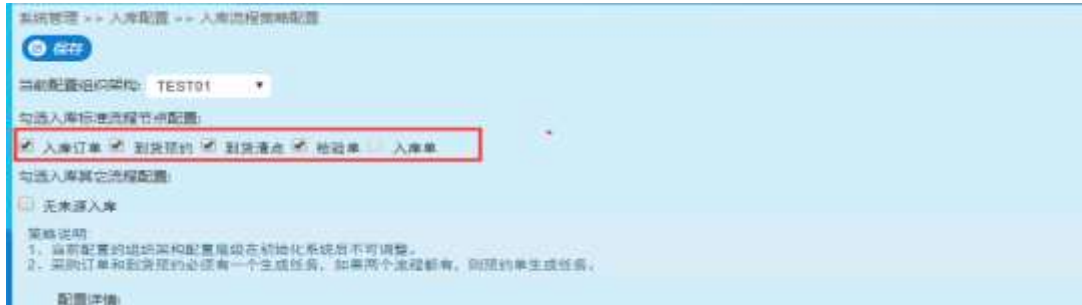 系统管理 >> 入库配置 >> 入库流程策略配置
保存
当前配置组织架构: TEST01
勾选入库标准流程节点配置:
入库订单 到货预约 到货清点 检验单 入库单
勾选入库其它流程配置:
无来源入库
策略说明:
1、当前配置的组织架构配置层级在初始化系统后不可调整。
2、采购订单和到货预约必须有一个生成任务, 如果两个流程都有, 则预约单生成任务。
配置详情: